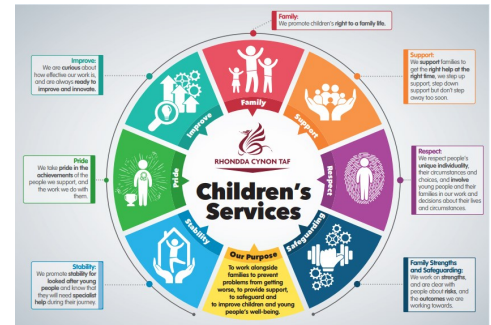 Family:
We promote children's right to a family life.
Improve:
We are curious about
how effective our work is,
and are always ready to
improve and innovate.
Support:
We support families to
get the right help at the
right time, we step up
support, step down
support but don't step
away too soon.
Family
Improve
Support
RHONDDA CYNON TAF
Children's
Services
Pride
We take pride in the
achievements of the
people we support, and
the work we do with
them.
Pride
Respect
Respect:
We respect people's
unique individuality,
their circumstances and
choices, and involve
young people and their
families in our work and
decisions about their lives
and circumstances.
Stability
Safeguarding
Our Purpose
To work alongside
families to prevent
problems from getting
worse, to provide support,
to safeguard and
to improve children and young
people's well-being.
Stability:
We promote stability for
looked after young
people and know that
they will need specialist
help during their journey.
Family Strengths
and Safeguarding:
We work on strengths,
and are clear with
people about risks, and
the outcomes we are
working towards.